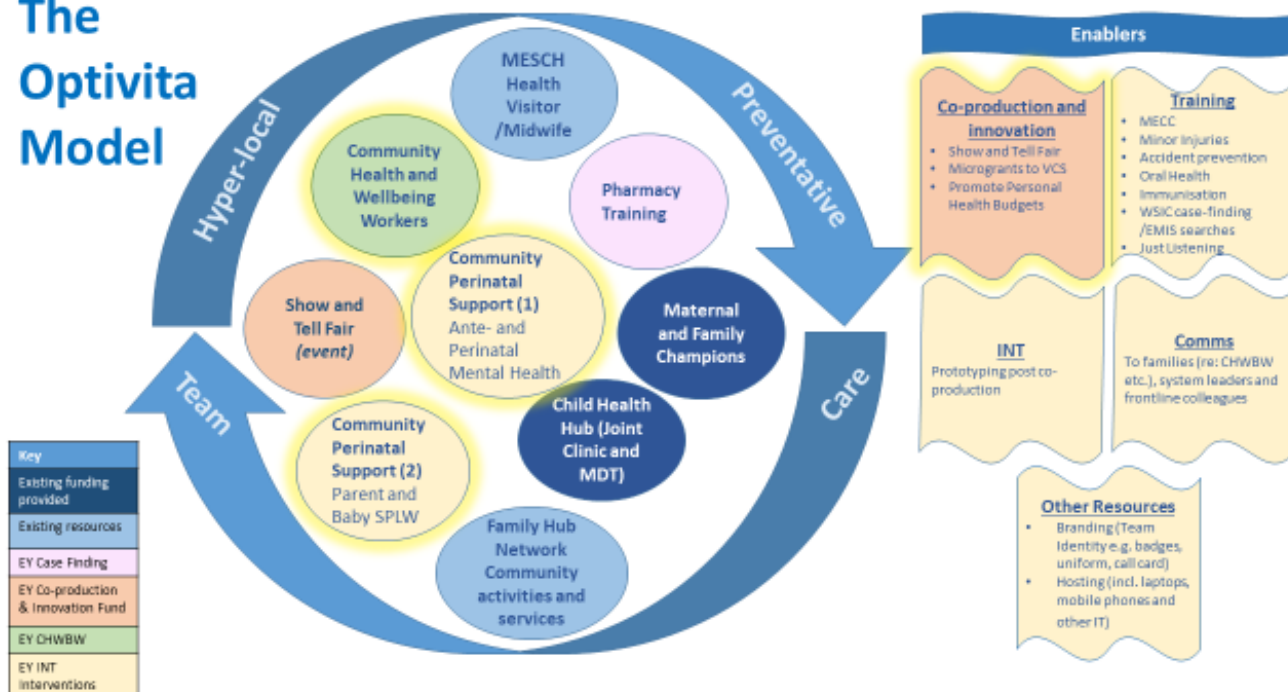 The
Optivita
Model
Hyper-local
Preventative
Care
Team
MESCH
Health
Visitor
/Midwife
Community
Health and
Wellbeing
Workers
Pharmacy
Training
Community
Perinatal
Support (1)
Ante- and
Perinatal
Mental Health
Show and
Tell Fair
(event)
Maternal
and Family
Champions
Child Health
Hub (Joint
Clinic and
MDT)
Community
Perinatal
Support (2)
Parent and
Baby SPLW
Family Hub
Network
Community
activities and
services
Key
Existing funding
provided
Existing resources
EY Case Finding
EY Co-production
& Innovation Fund
EY CHWBW
EY INT
Interventions
Enablers
Co-production and
innovation
• Show and Tell Fair
• Microgrants to VCS
• Promote Personal
Health Budgets
Training
• MECC
• Minor Injuries
• Accident prevention
• Oral Health
• Immunisation
• WSIC case-finding
/EMIS searches
• Just Listening
INT
Prototyping post co-
production
Comms
To families (re: CHWBW
etc.), system leaders and
frontline colleagues
Other Resources
• Branding (Team
Identity e.g. badges,
uniform, call card)
• Hosting (incl. laptops,
mobile phones and
other IT)